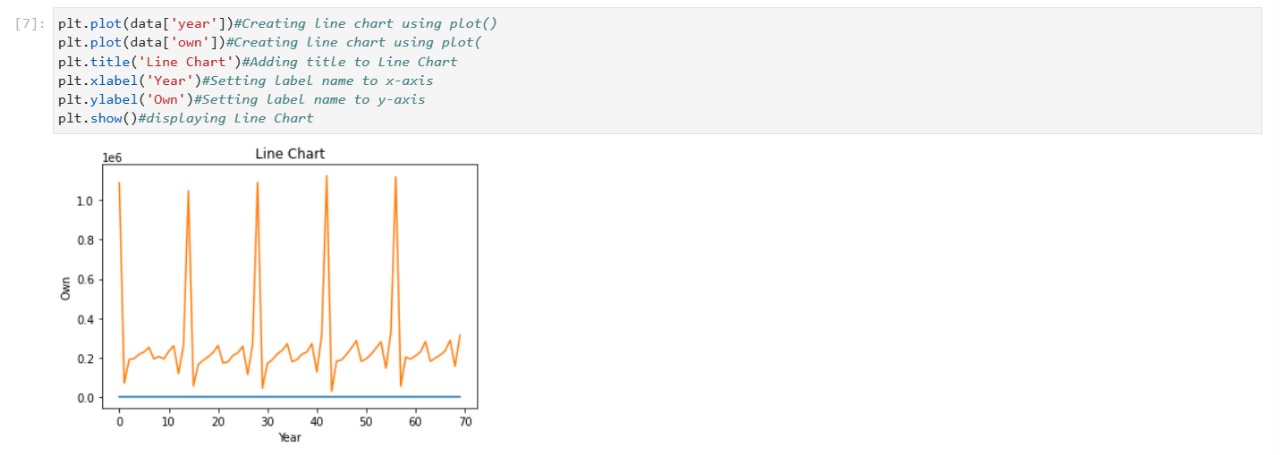 [7]: plt.plot(data['year'])#Creating line chart using plot()
plt.plot(data['own'])#Creating line chart using plot(
plt.title('Line Chart')#Adding title to Line Chart
plt.xlabel('Year')#Setting label name to x-axis
plt.ylabel('Own')#Setting label name to y-axis
plt.show()#displaying Line Chart
Line Chart
1e6
1.0
0.8
0.6
0.4
0.2
0.0
Own
0 10 20 30 40 50 60 70
Year